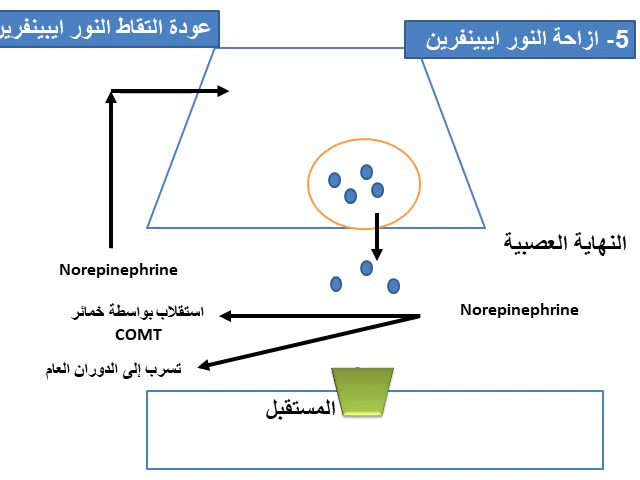 5- ازاحة النور ايبينفرين
عودة التقاط النور ايبينفرين
النهاية العصبية
Norepinephrine
Norepinephrine
استقلاب بواسطة خمائر
COMT
تسرب إلى الدوران العام
المستقبل